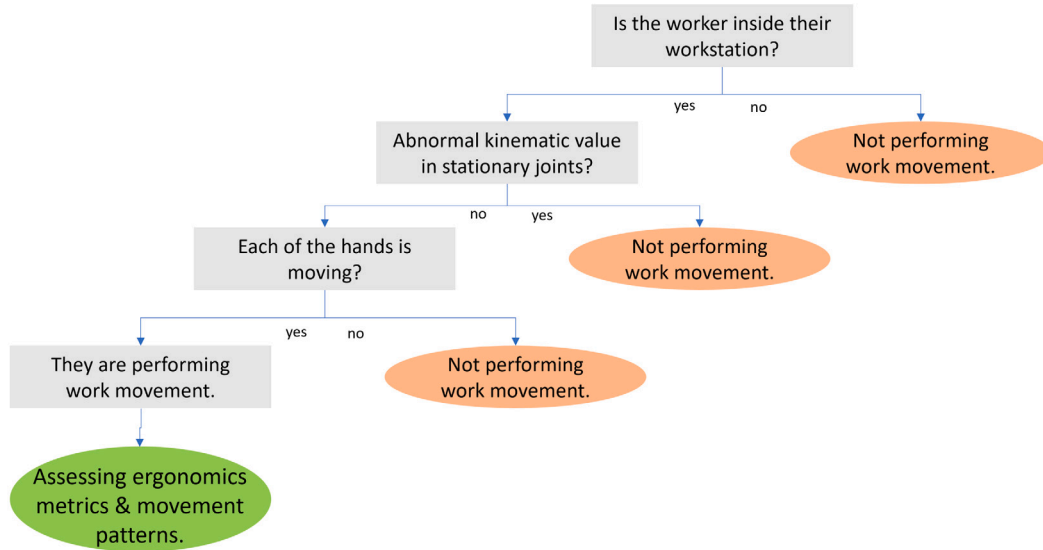 Is the worker inside their
workstation?
yes
no
Abnormal kinematic value
in stationary joints?
Not performing
work movement.
no
yes
Each of the hands is
moving?
Not performing
work movement.
yes
no
They are performing
work movement.
Not performing
work movement.
Assessing ergonomics
metrics & movement
patterns.